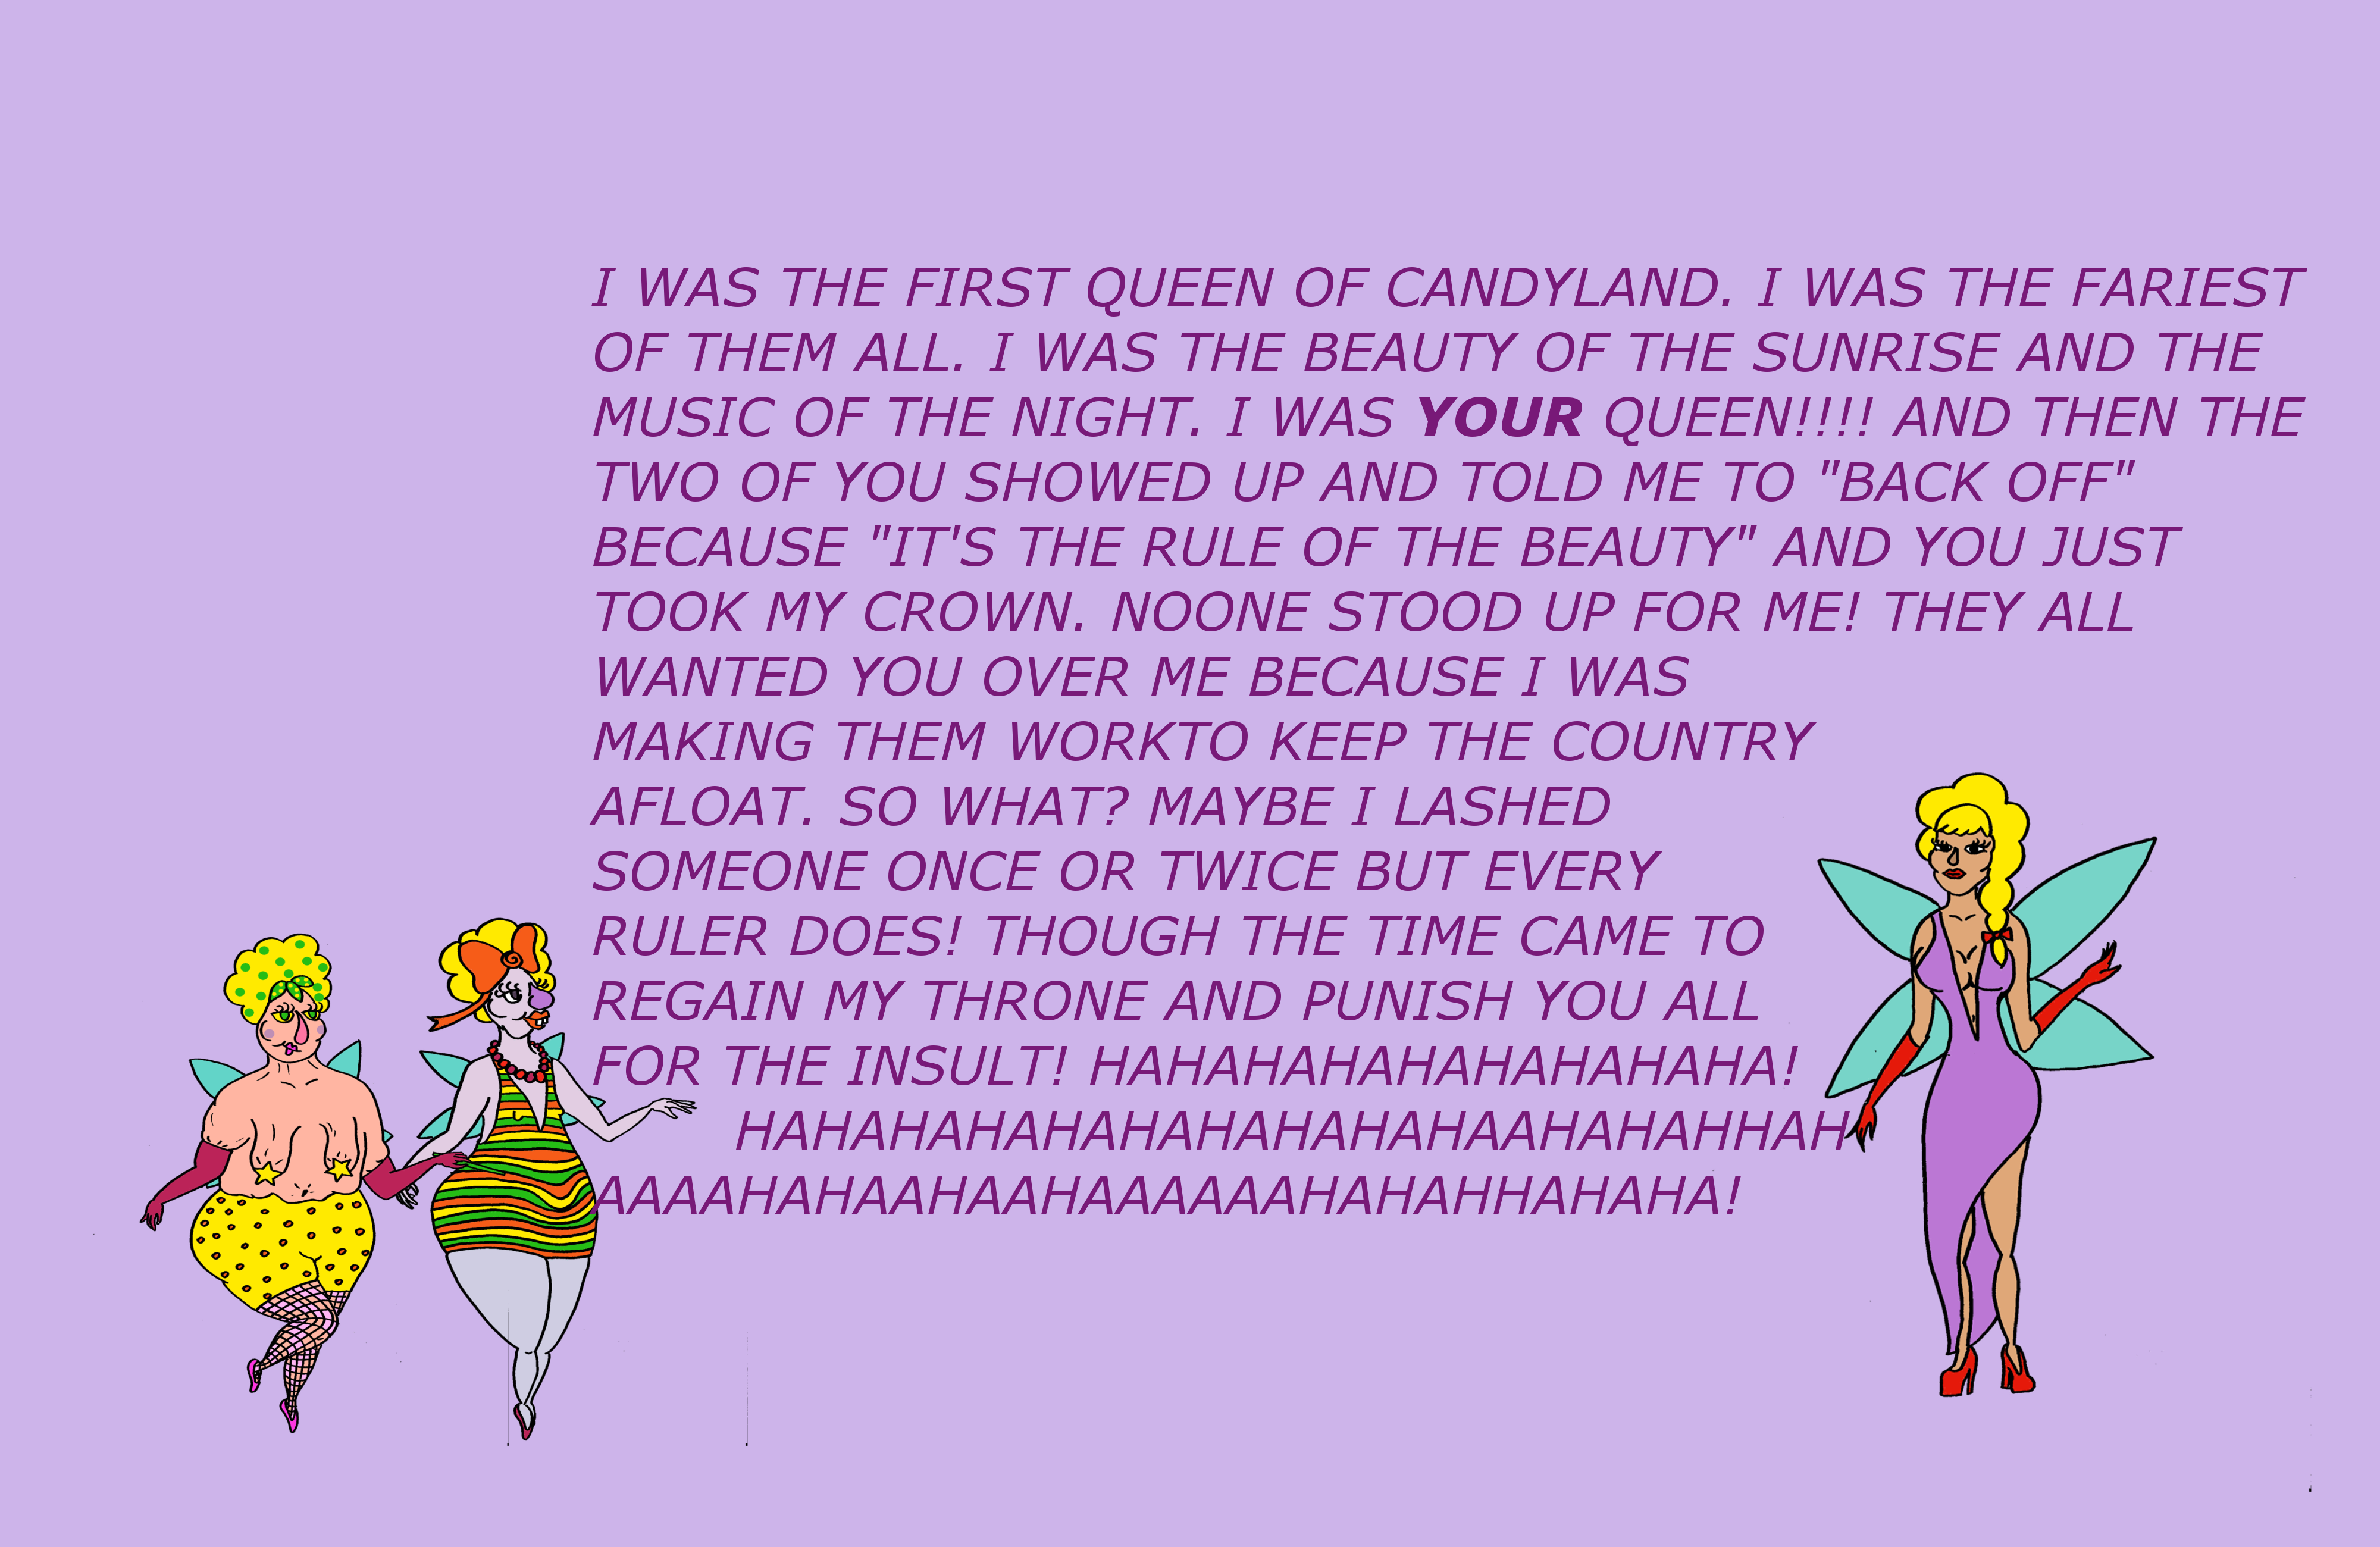 I WAS THE FIRST QUEEN OF CANDYLAND. I WAS THE FARIEST
OF THEM ALL. I WAS THE BEAUTY OF THE SUNRISE AND THE
MUSIC OF THE NIGHT. I WAS YOUR QUEEN!!!! AND THEN THE
TWO OF YOU SHOWED UP AND TOLD ME TO "BACK OFF"
BECAUSE "IT'S THE RULE OF THE BEAUTY" AND YOU JUST
TOOK MY CROWN. NOONE STOOD UP FOR ME! THEY ALL
WANTED YOU OVER ME BECAUSE I WAS
MAKING THEM WORKTO KEEP THE COUNTRY
AFLOAT. SO WHAT? MAYBE I LASHED
SOMEONE ONCE OR TWICE BUT EVERY
RULER DOES! THOUGH THE TIME CAME TO
REGAIN MY THRONE AND PUNISH YOU ALL
FOR THE INSULT! HAHAHAHAHAHAHAHAHA!
HAHAHAHAHAHAHAHAHAHAAHAHAHAHHAH
AAAAHAHAAHAAHAAAAAAHAHAHHAHAHA!